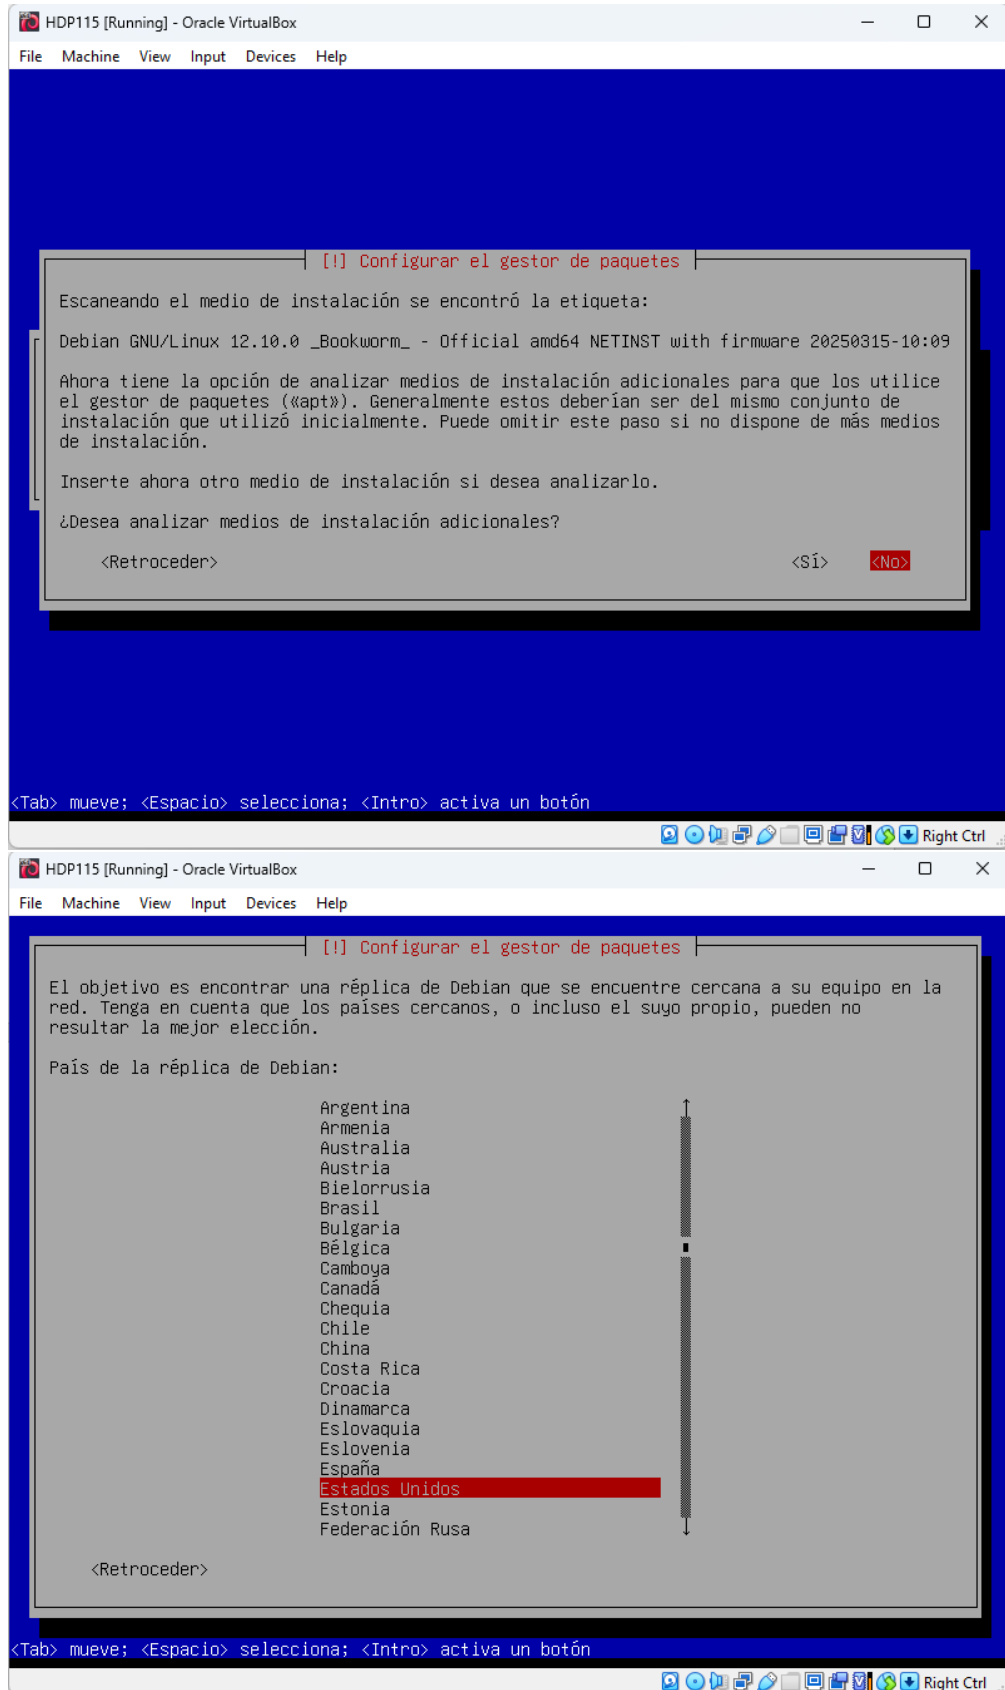 HDP115 [Running] - Oracle VirtualBox
File Machine View Input Devices Help
[!] Configurar el gestor de paquetes
Escaneando el medio de instalación se encontró la etiqueta:
Debian GNU/Linux 12.10.0 _Bookworm_ - Official amd64 NETINST with firmware 20250315-10:09
Ahora tiene la opción de analizar medios de instalación adicionales para que los utilice
el gestor de paquetes («apt»). Generalmente estos deberían ser del mismo conjunto de
instalación que utilizó inicialmente. Puede omitir este paso si no dispone de más medios
de instalación.
Inserte ahora otro medio de instalación si desea analizarlo.
¿Desea analizar medios de instalación adicionales?
<Retroceder> <Sí> <No>
<Tab> mueve; <Espacio> selecciona; <Intro> activa un botón
Right Ctrl
HDP115 [Running] - Oracle VirtualBox
File Machine View Input Devices Help
[!] Configurar el gestor de paquetes
El objetivo es encontrar una réplica de Debian que se encuentre cercana a su equipo en la
red. Tenga en cuenta que los países cercanos, o incluso el suyo propio, pueden no
resultar la mejor elección.
País de la réplica de Debian:
Argentina
Armenia
Australia
Austria
Bielorrusia
Brasil
Bulgaria
Bélgica
Camboya
Canadá
Chequia
Chile
China
Costa Rica
Croacia
Dinamarca
Eslovaquia
Eslovenia
España
Estados Unidos
Estonia
Federación Rusa
<Retroceder>
<Tab> mueve; <Espacio> selecciona; <Intro> activa un botón
Right Ctrl